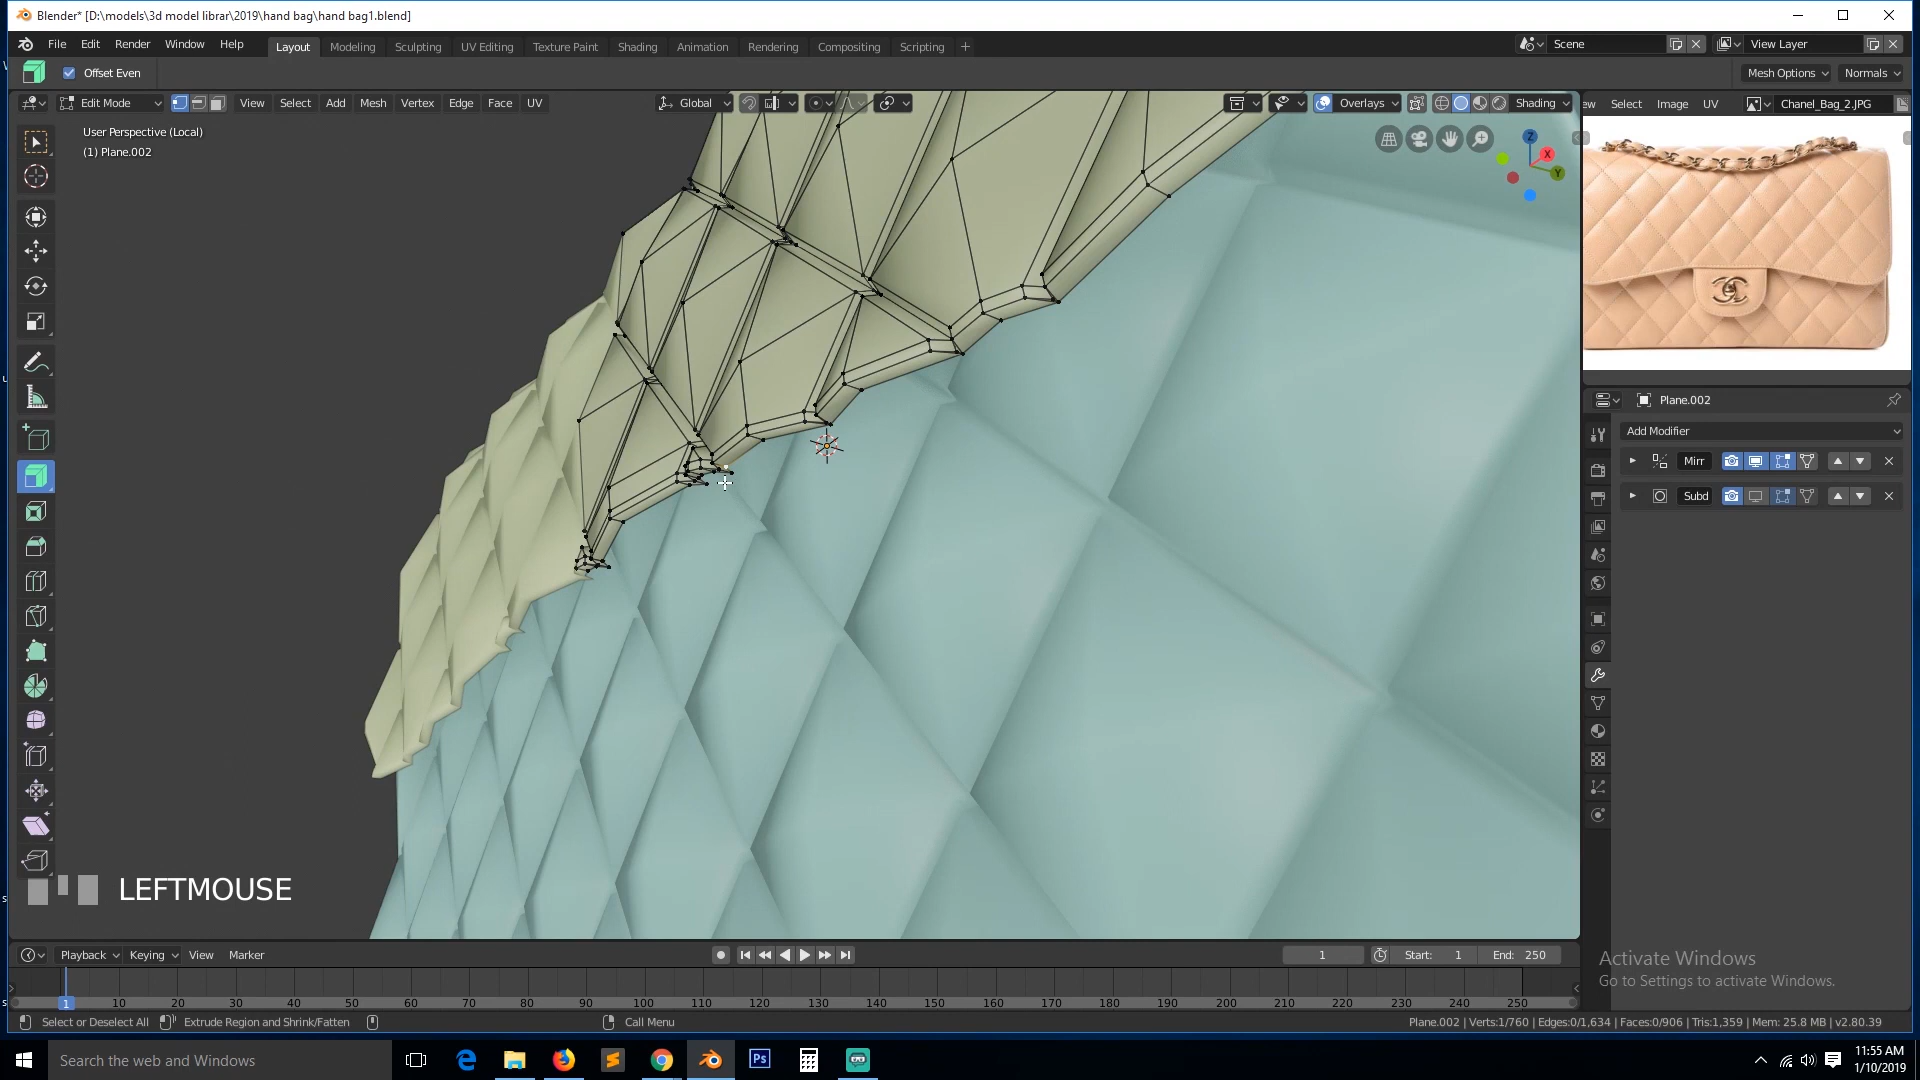 Blender* [D:\models\3d model librar\2019\hand bag\hand bag1.blend]
File Edit Render Window Help Layout Modeling Sculpting UV Editing Texture Paint Shading Animation Rendering Compositing Scripting Scene View Layer
Offset Even Mesh Options Normals
Edit Mode View Select Add Mesh Vertex Edge Face UV Global Overlays Shading ew Select Image UV Chanel_Bag_2.JPG
User Perspective (Local)
(1) Plane.002
Z
X
Y
Plane.002
Add Modifier
Mirr
Subd
LEFTMOUSE
Playback Keying View Marker 1 Start: 1 End: 250
1 10 20 30 40 50 60 70 80 90 100 110 120 130 140 150 160 170 180 190 200 210 220 230 240 250
Activate Windows
Go to Settings to activate Windows.
Select or Deselect All Extrude Region and Shrink/Fatten Call Menu Plane.002 | Verts:1/760 | Edges:0/1,634 | Faces:0/906 | Tris:1,359 | Mem: 25.8 MB | v2.80.39
Search the web and Windows
Ps
11:55 AM
1/10/2019